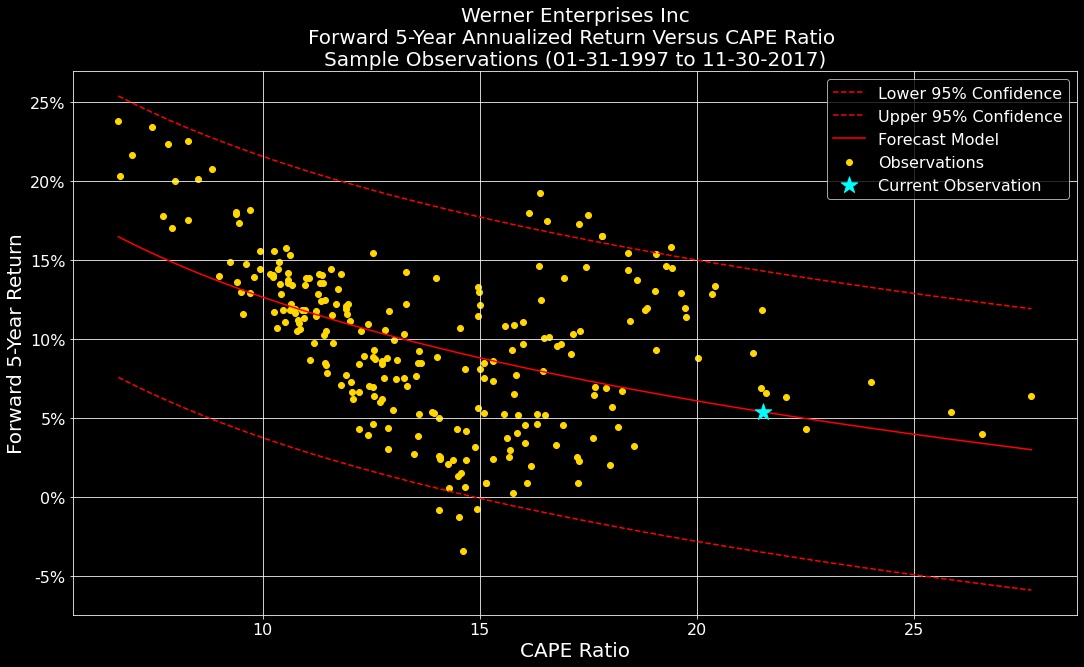 Werner Enterprises Inc
Forward 5-Year Annualized Return Versus CAPE Ratio
Sample Observations (01-31-1997 to 11-30-2017)
Lower 95% Confidence
Upper 95% Confidence
Forecast Model
Observations
Current Observation
Forward 5-Year Return
25%
20%
15%
10%
5%
0%
-5%
10
15
20
25
CAPE Ratio